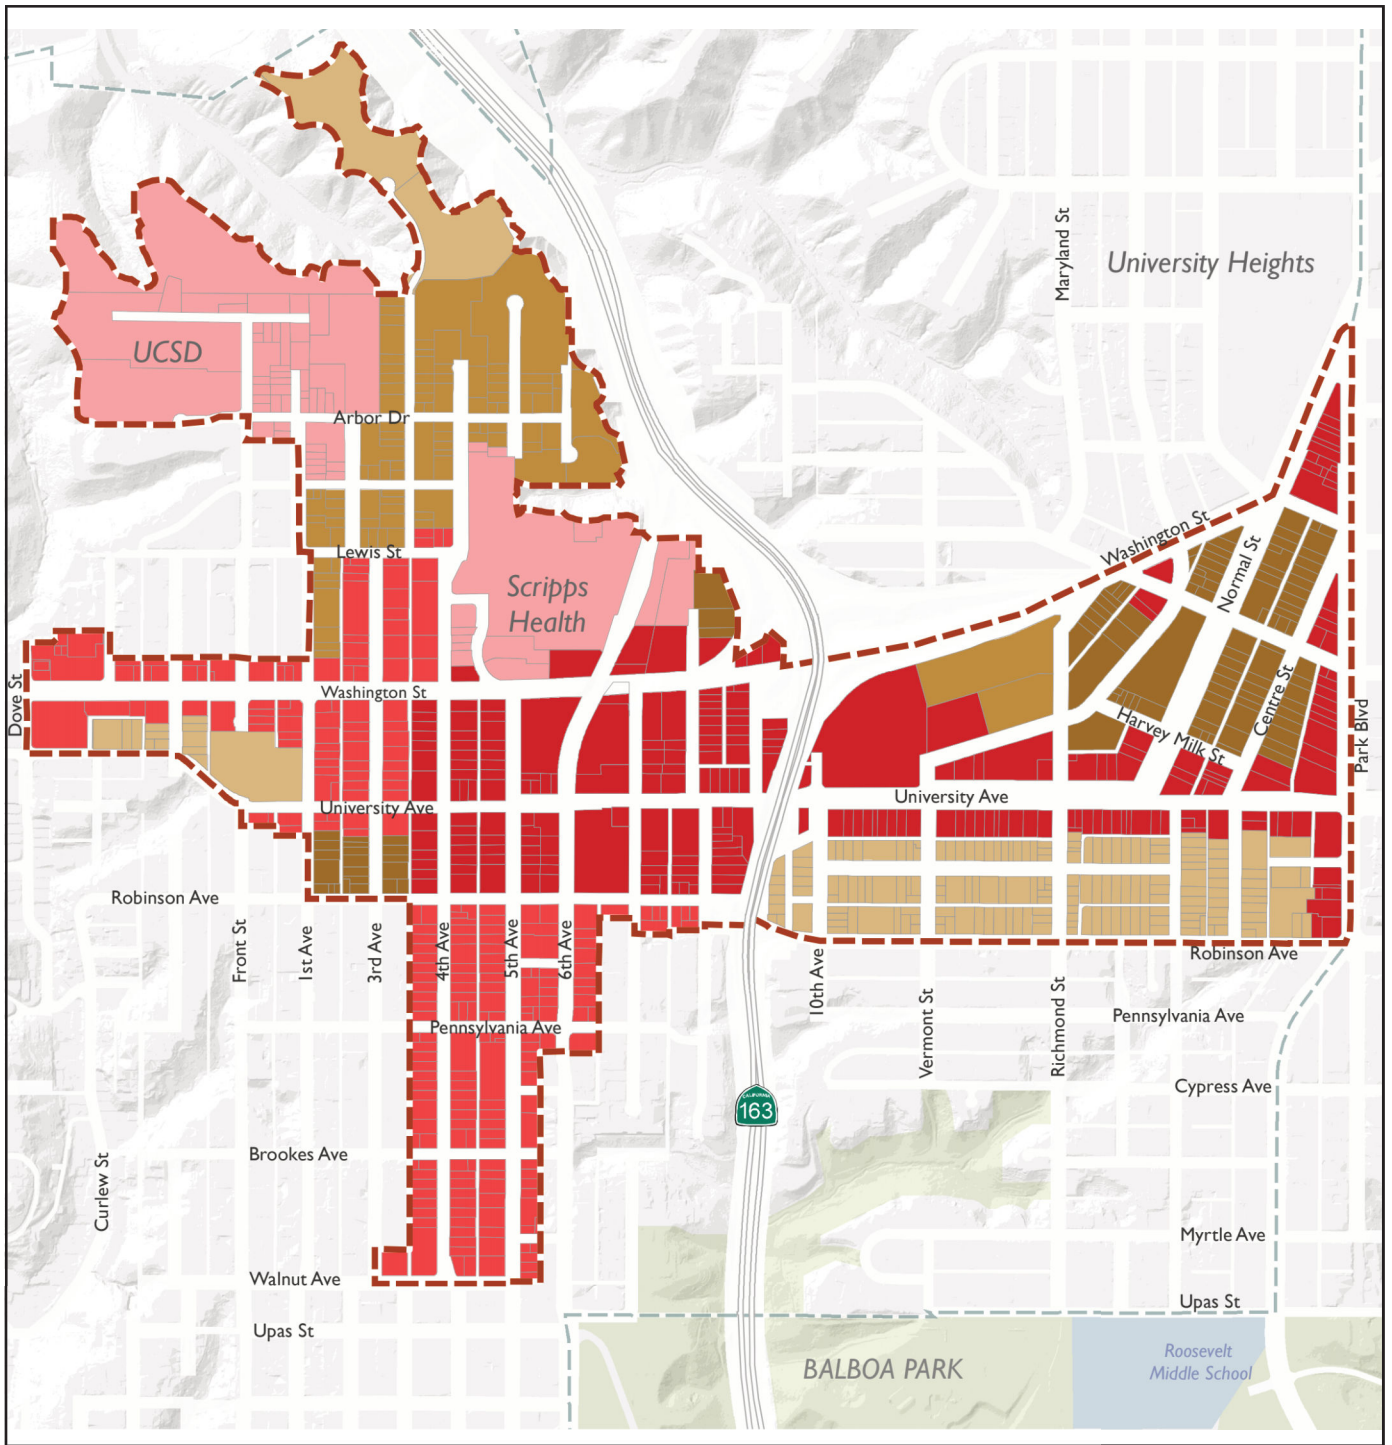 Maryland St
University Heights
UCSD
Arbor Dr
Washington St
Normal St
Lewis St
Scripps
Health
Washington St
Dove St
Centre St
Harvey Milk St
Park Blvd
University Ave
University Ave
Robinson Ave
Front St
1st Ave
3rd Ave
4th Ave
5th Ave
6th Ave
10th Ave
Robinson Ave
Vermont St
Richmond St
Pennsylvania Ave
Pennsylvania Ave
Cypress Ave
CALIFORNIA
163
Brookes Ave
Curlew St
Myrtle Ave
Walnut Ave
Upas St
Upas St
BALBOA PARK
Roosevelt
Middle School